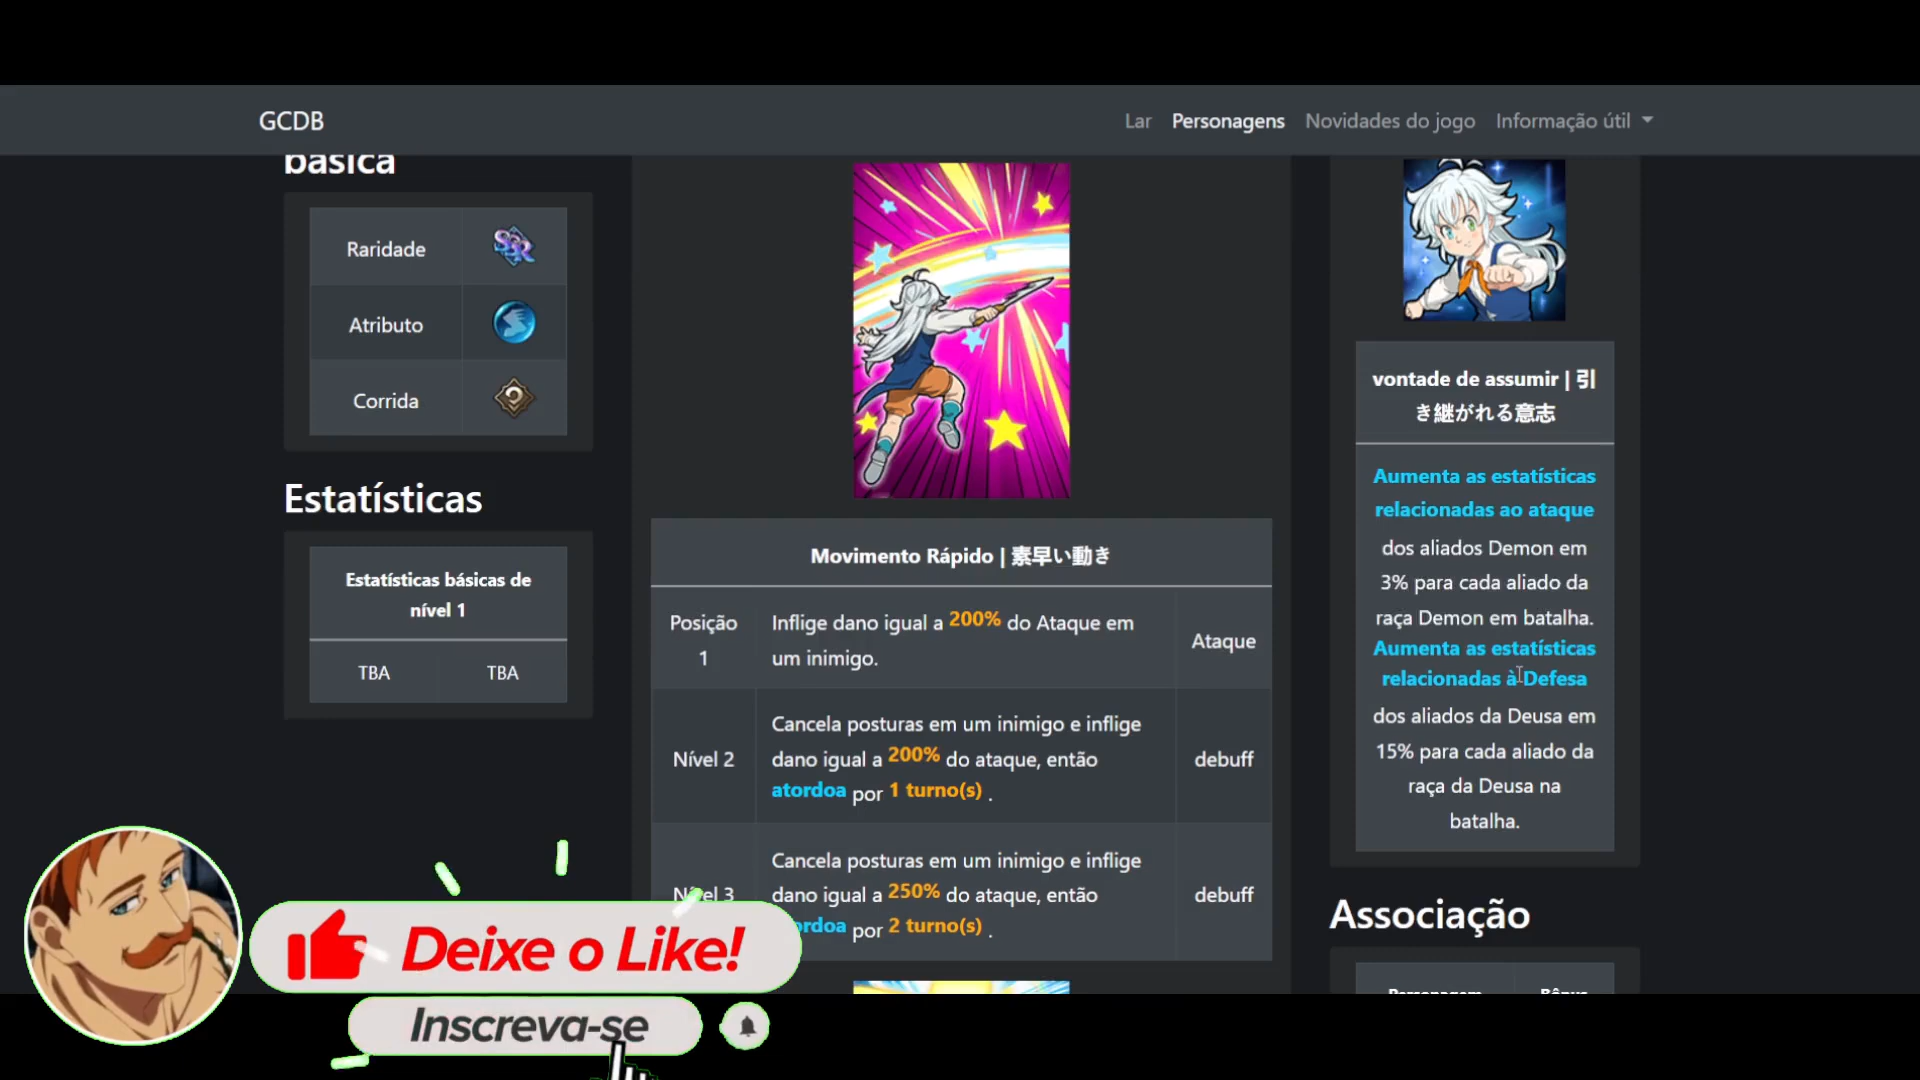 GCDB
Lar Personagens Novidades do jogo Informação útil
básica
Raridade SR
Atributo
Corrida
Estatísticas
Estatísticas básicas de
nível 1
TBA TBA
Movimento Rápido | 素早い動き
Posição
1
Inflige dano igual a 200% do Ataque em
um inimigo.
Ataque
Nível 2
Cancela posturas em um inimigo e inflige
dano igual a 200% do ataque, então
atordoa por 1 turno(s) .
debuff
Cancela posturas em um inimigo e inflige
dano igual a 250% do ataque, então
por 2 turno(s) .
debuff
vontade de assumir | 引
き継がれる意志
Aumenta as estatísticas
relacionadas ao ataque
dos aliados Demon em
3% para cada aliado da
raça Demon em batalha.
Aumenta as estatísticas
relacionadas à Defesa
dos aliados da Deusa em
15% para cada aliado da
raça da Deusa na
batalha.
Associação
Personagem Bônus
Deixe o Like!
Inscreva-se